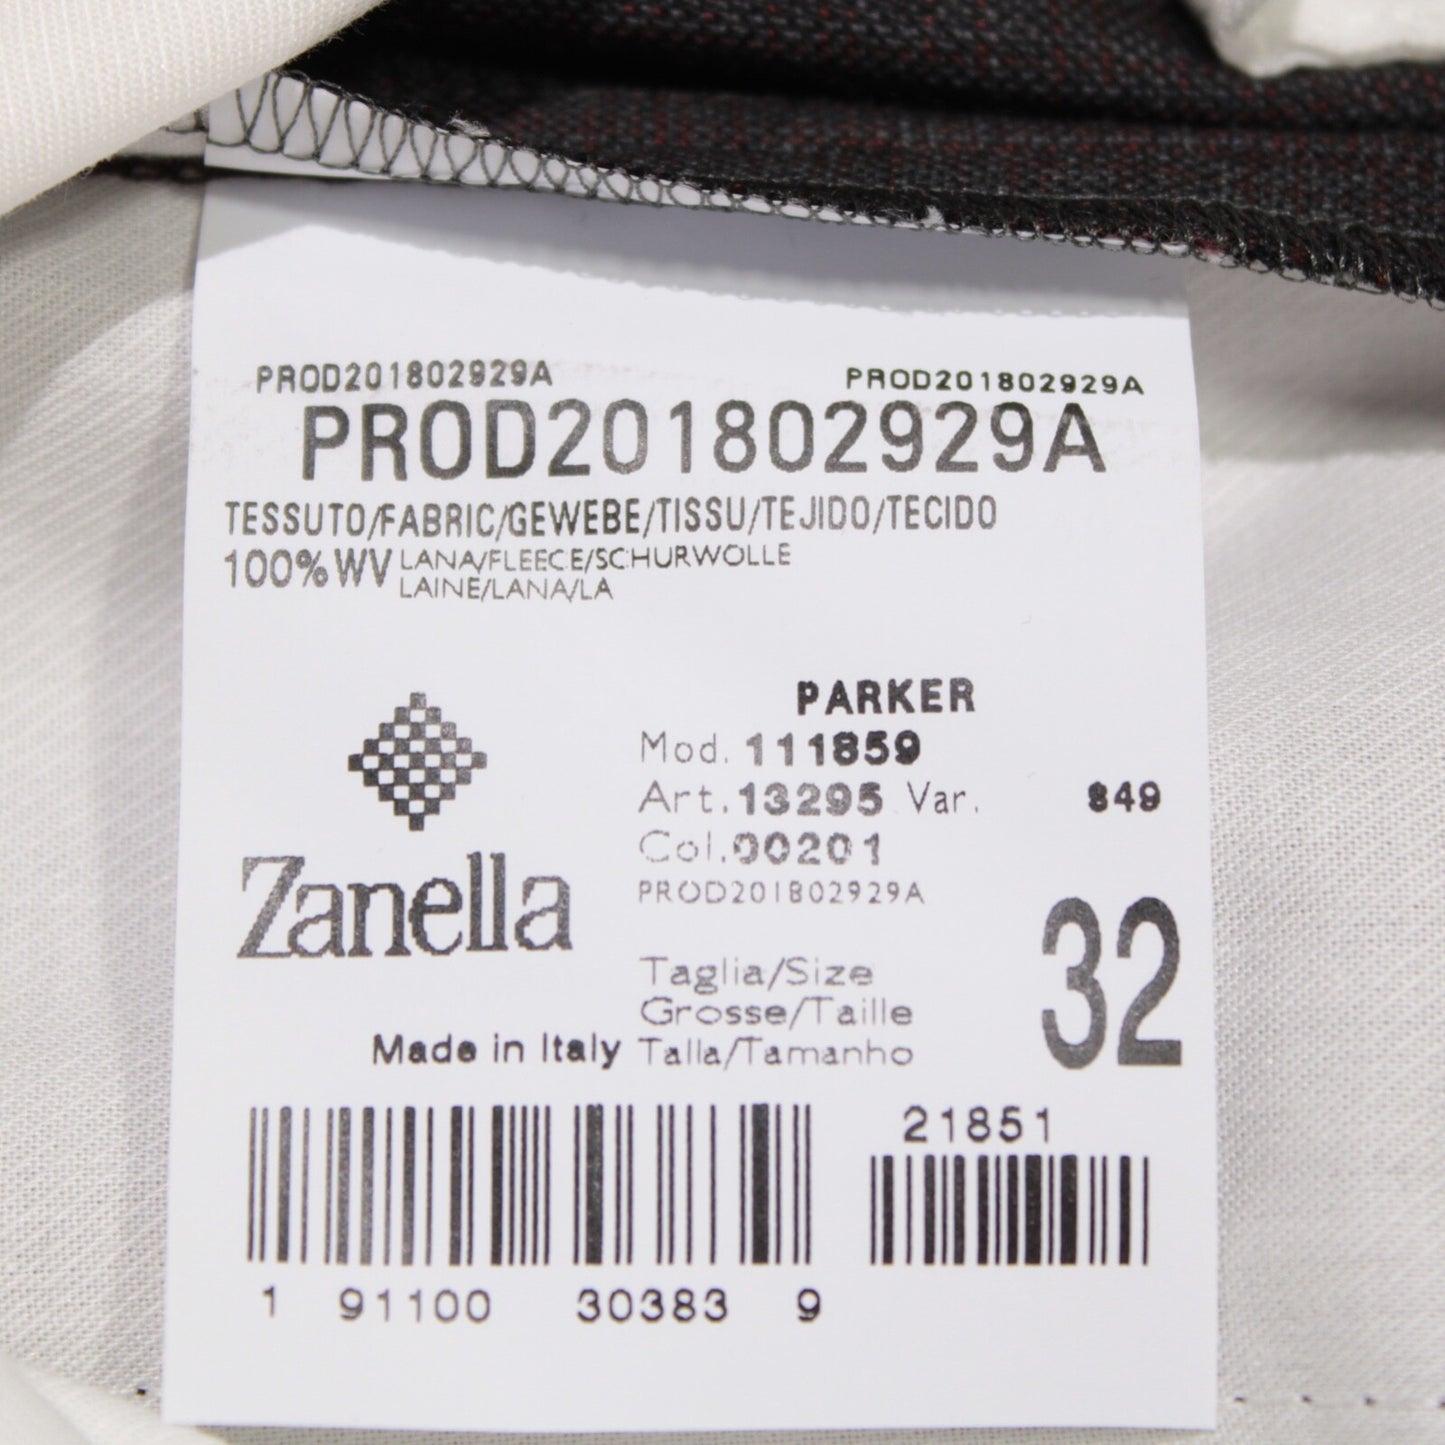 PROD201802929A PROD201802929A
PROD201802929A
TESSUTO/FABRIC/GEWEBE/TISSU/TEJIDO/TECIDO
100% WV LANA/FLEECE/SCHURWOLLE
LAINE/LANA/LA
PARKER
Mod. 111859
Art. 13295 Var. 849
Col. 00201
PROD201802929A
Zanella
Taglia/Size
Grosse/Taille
Talla/Tamanho
32
Made in Italy
21851
1 91100 30383 9